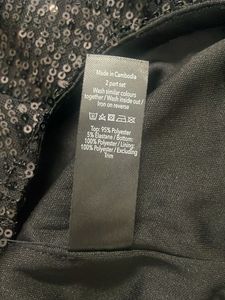 Made in Cambodia
2 part set
Wash similar colours
together / Wash inside out /
Iron on reverse
Top: 95% Polyester
5% Elastane / Bottom:
100% Polyester / Lining:
100% Polyester / Excluding
Trim